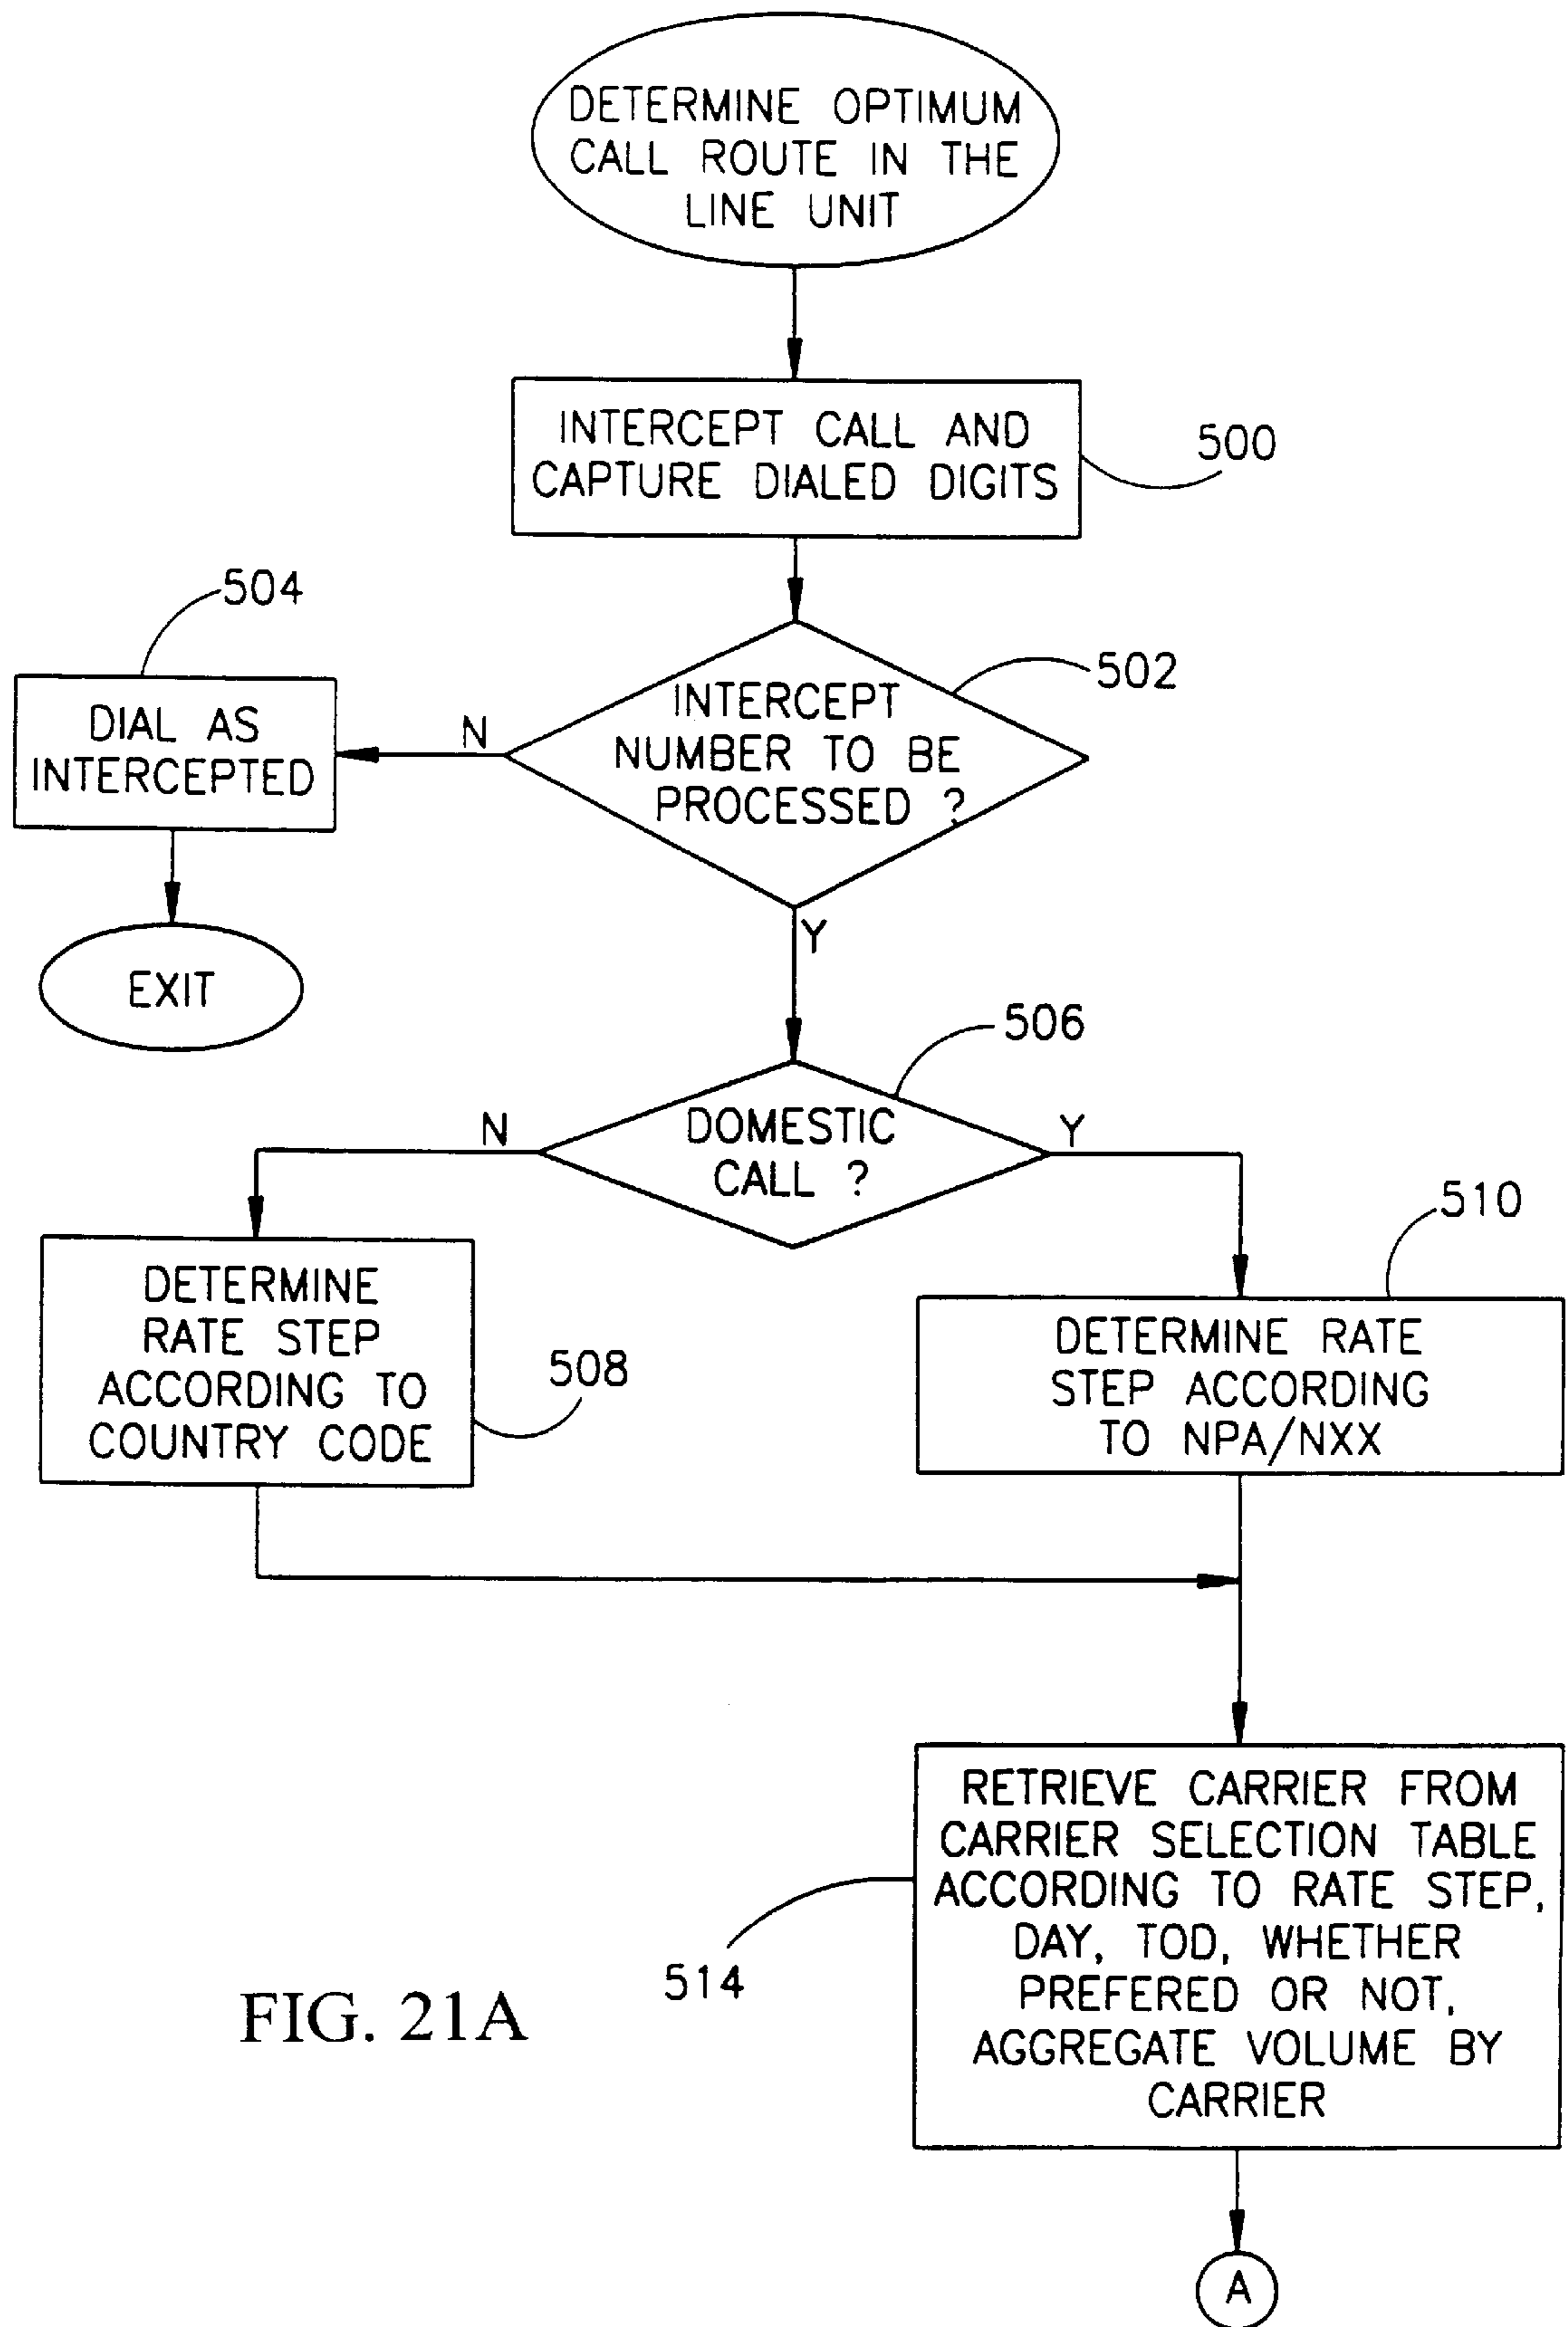 DETERMINE OPTIMUM
CALL ROUTE IN THE
LINE UNIT
INTERCEPT CALL AND
CAPTURE DIALED DIGITS
500
504
502
INTERCEPT
NUMBER TO BE
PROCESSED ?
N
DIAL AS
INTERCEPTED
Y
EXIT
506
DOMESTIC
CALL ?
N
Y
510
DETERMINE
RATE STEP
ACCORDING TO
COUNTRY CODE
508
DETERMINE RATE
STEP ACCORDING
TO NPA/NXX
RETRIEVE CARRIER FROM
CARRIER SELECTION TABLE
ACCORDING TO RATE STEP,
DAY, TOD, WHETHER
PREFERED OR NOT,
AGGREGATE VOLUME BY
CARRIER
514
FIG. 21A
A